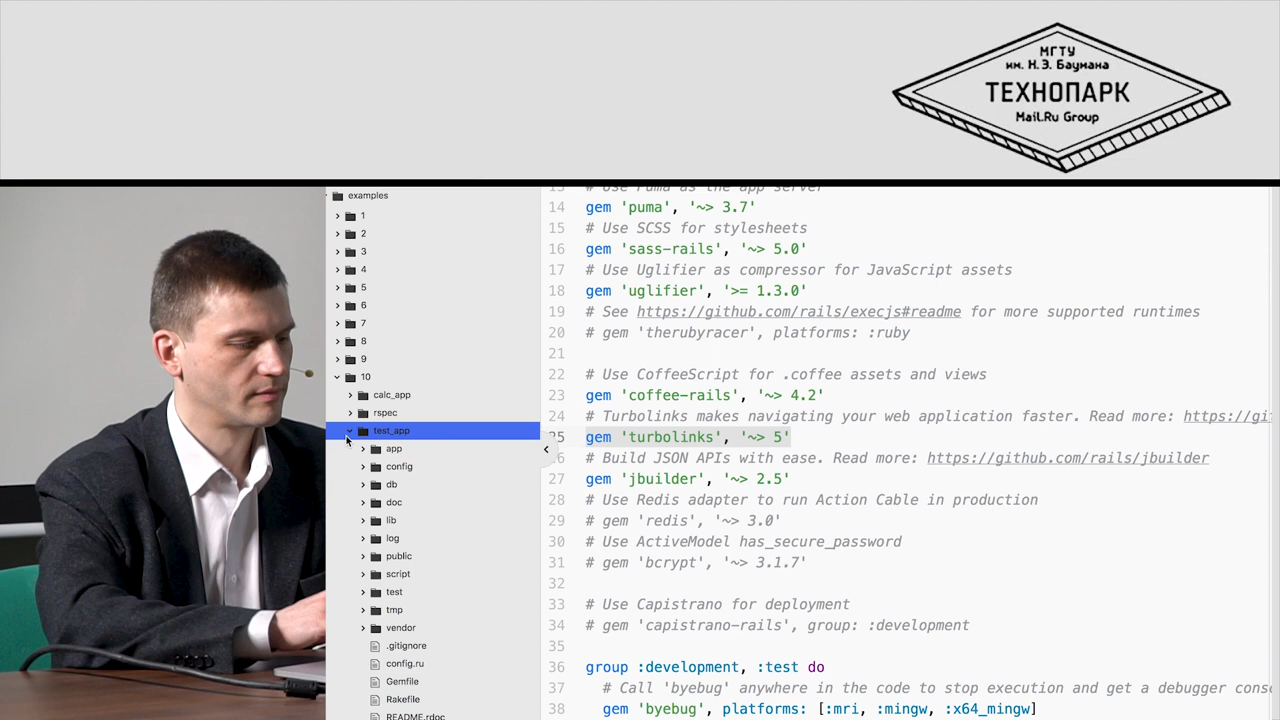 МГТУ
им. Н.Э. Баумана
ТЕХНОПАРК
Mail.Ru Group
examples
1
2
3
4
5
6
7
8
9
10
calc_app
rspec
test_app
app
config
db
doc
lib
log
public
script
test
tmp
vendor
.gitignore
config.ru
Gemfile
Rakefile
README.rdoc
13 # Use Puma as the app server
14 gem 'puma', '~> 3.7'
15 # Use SCSS for stylesheets
16 gem 'sass-rails', '~> 5.0'
17 # Use Uglifier as compressor for JavaScript assets
18 gem 'uglifier', '>= 1.3.0'
19 # See https://github.com/rails/execjs#readme for more supported runtimes
20 # gem 'therubyracer', platforms: :ruby
21
22 # Use CoffeeScript for .coffee assets and views
23 gem 'coffee-rails', '~> 4.2'
24 # Turbolinks makes navigating your web application faster. Read more: https://gi
25 gem 'turbolinks', '~> 5'
26 # Build JSON APIs with ease. Read more: https://github.com/rails/jbuilder
27 gem 'jbuilder', '~> 2.5'
28 # Use Redis adapter to run Action Cable in production
29 # gem 'redis', '~> 3.0'
30 # Use ActiveModel has_secure_password
31 # gem 'bcrypt', '~> 3.1.7'
32
33 # Use Capistrano for deployment
34 # gem 'capistrano-rails', group: :development
35
36 group :development, :test do
37 # Call 'byebug' anywhere in the code to stop execution and get a debugger cons
38 gem 'byebug', platforms: [:mri, :mingw, :x64_mingw]